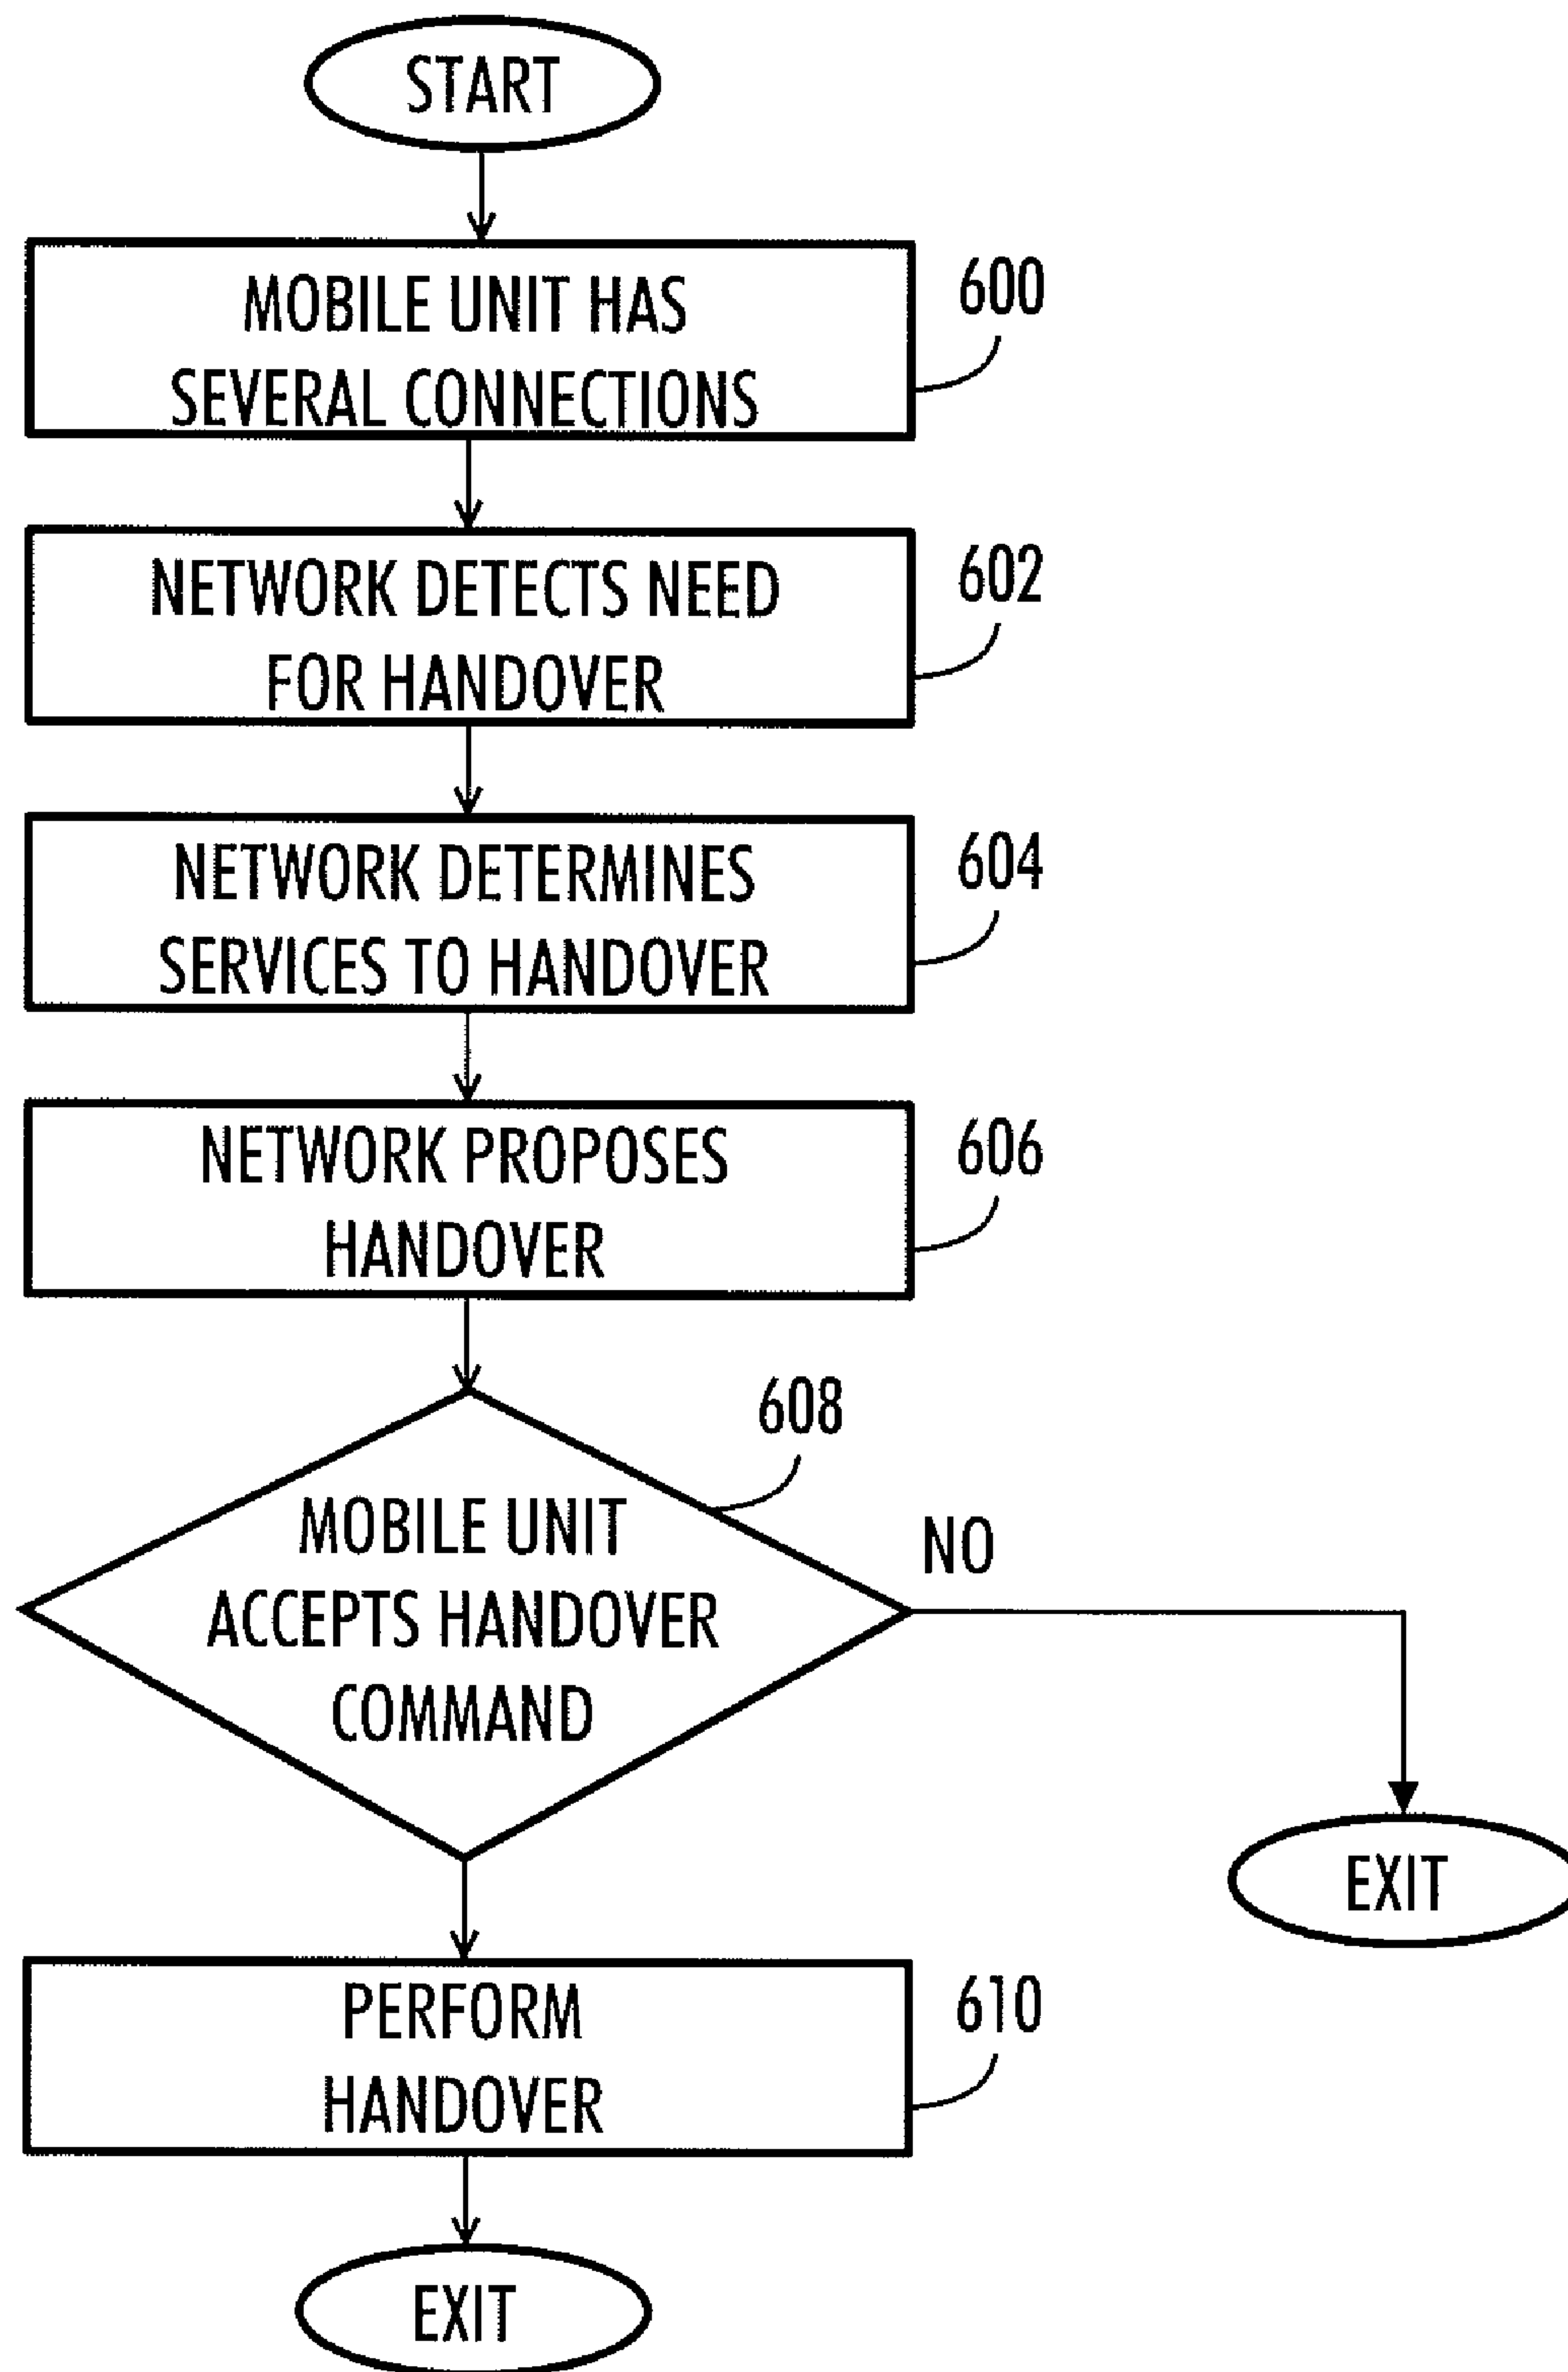 START
MOBILE UNIT HAS
SEVERAL CONNECTIONS
600
NETWORK DETECTS NEED
FOR HANDOVER
602
NETWORK DETERMINES
SERVICES TO HANDOVER
604
NETWORK PROPOSES
HANDOVER
606
608
MOBILE UNIT
ACCEPTS HANDOVER
COMMAND
NO
EXIT
PERFORM
HANDOVER
610
EXIT